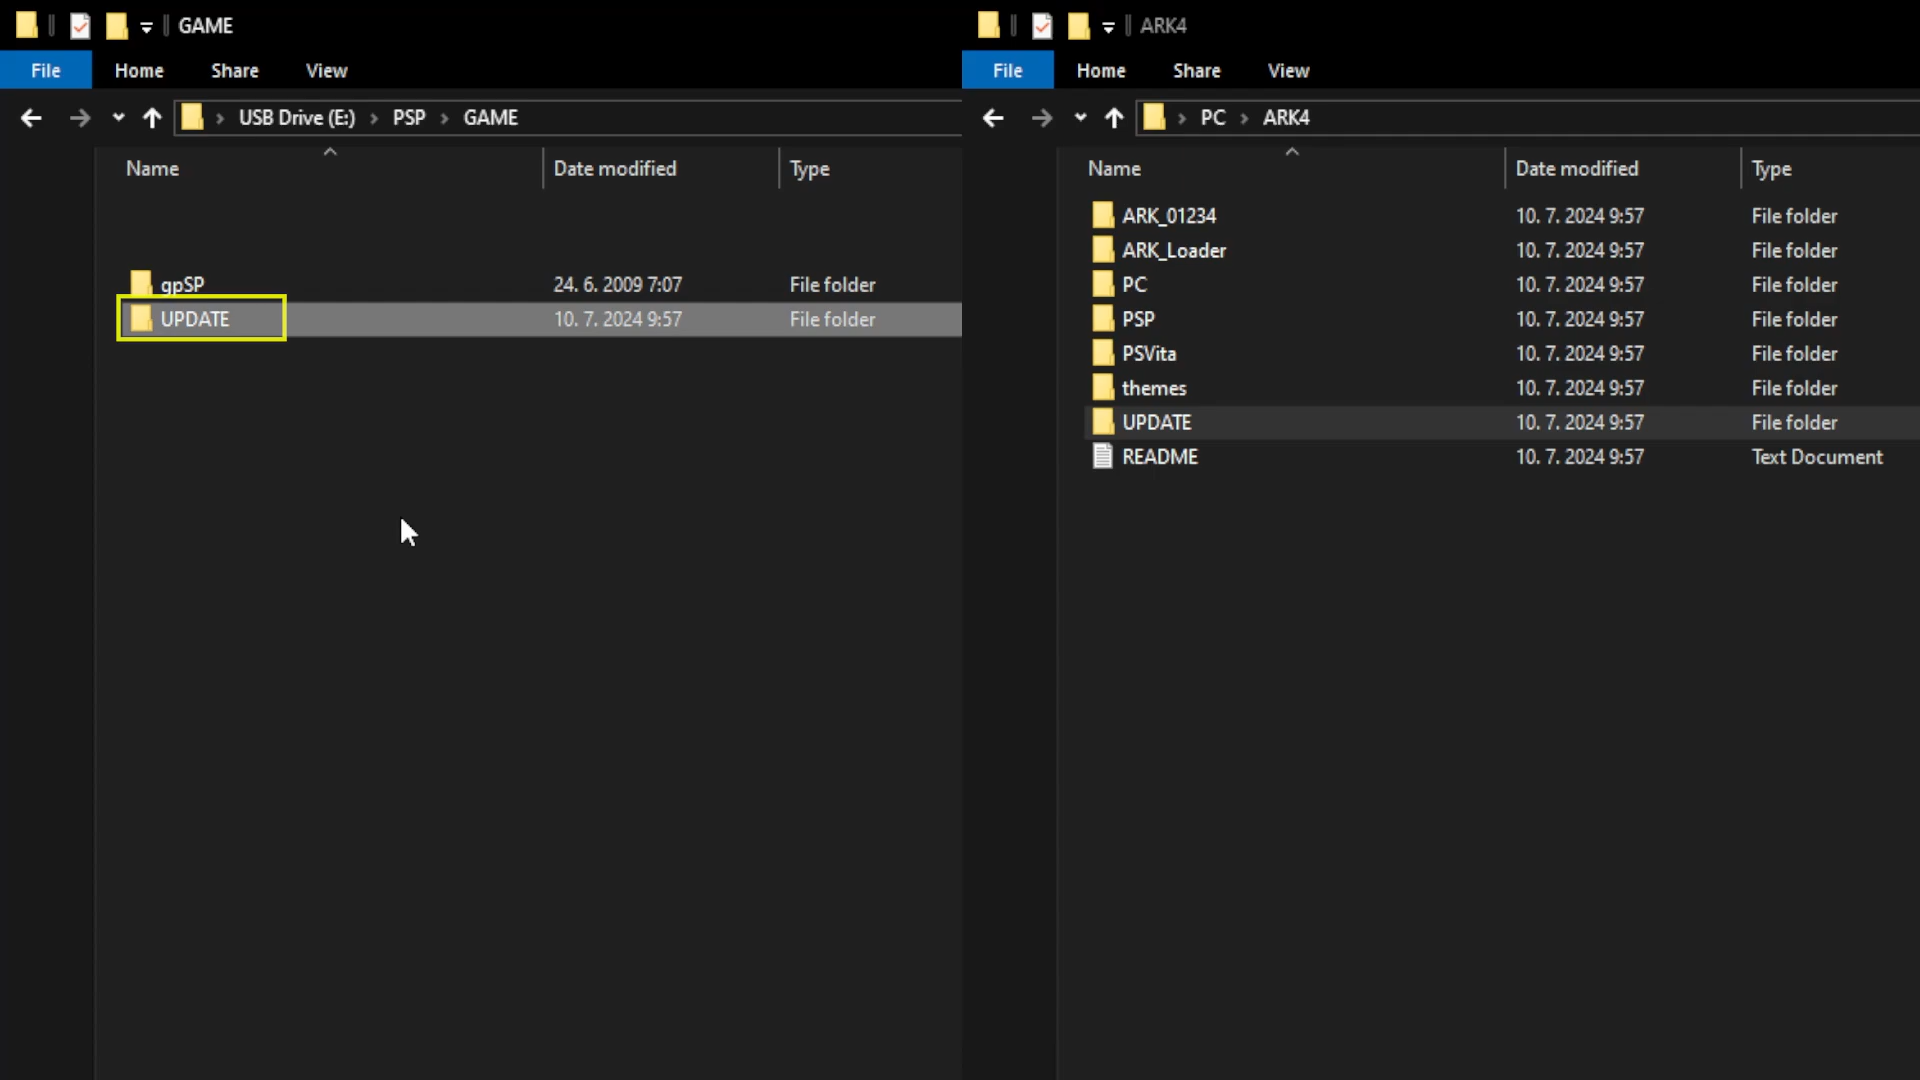 GAME
File Home Share View
USB Drive (E:) PSP GAME
Name Date modified Type
gpSP 24. 6. 2009 7:07 File folder
UPDATE 10. 7. 2024 9:57 File folder
ARK4
File Home Share View
PC ARK4
Name Date modified Type
ARK_01234 10. 7. 2024 9:57 File folder
ARK_Loader 10. 7. 2024 9:57 File folder
PC 10. 7. 2024 9:57 File folder
PSP 10. 7. 2024 9:57 File folder
PSVita 10. 7. 2024 9:57 File folder
themes 10. 7. 2024 9:57 File folder
UPDATE 10. 7. 2024 9:57 File folder
README 10. 7. 2024 9:57 Text Document